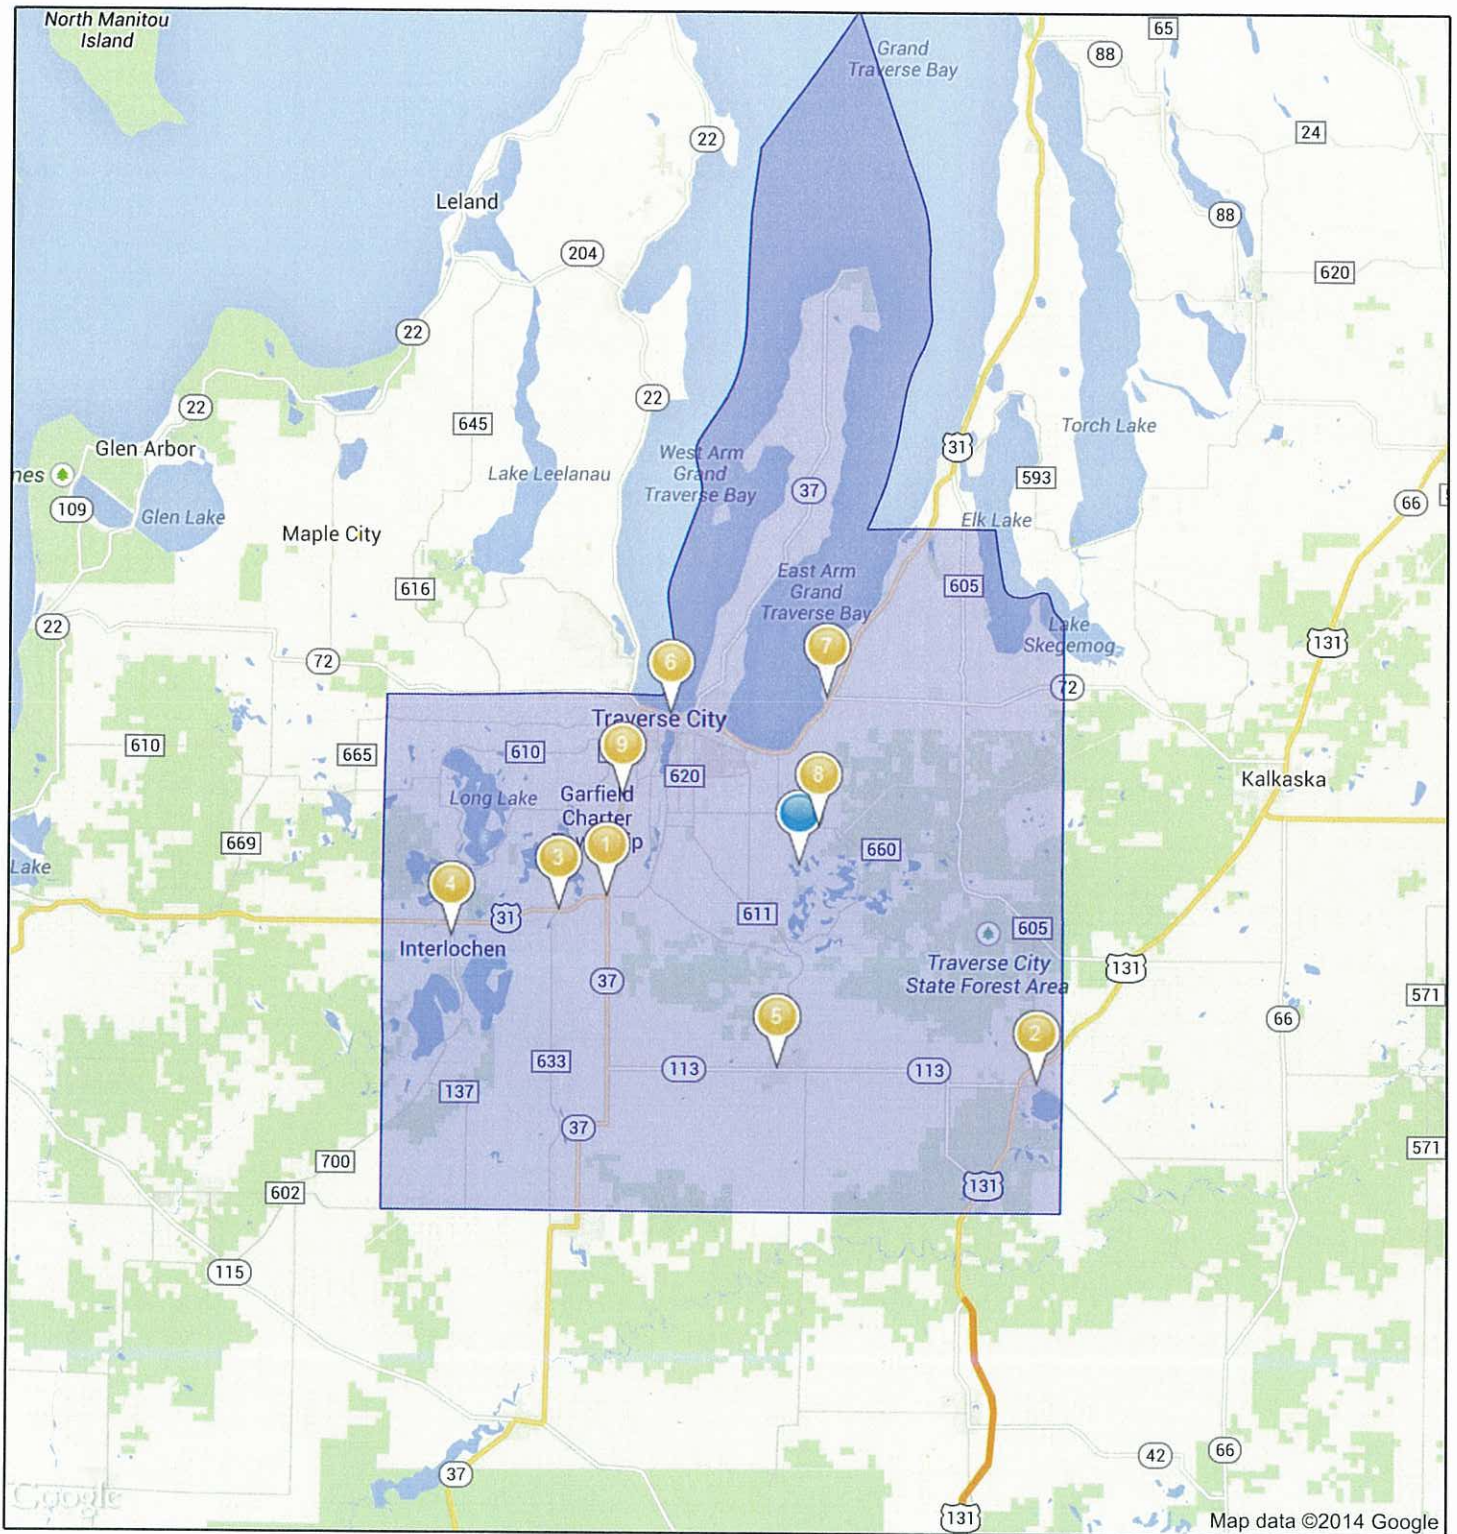 North Manitou
Island
Grand
Traverse Bay
65
88
24
22
Leland
88
204
620
22
22
22
645
Torch Lake
Glen Arbor
31
West Arm
Grand
Traverse Bay
Lake Leelanau
nes
593
37
66
109
Glen Lake
Elk Lake
Maple City
East Arm
Grand
Traverse Bay
616
605
22
Lake
Skegemog
131
72
6
7
72
Traverse City
610
665
610
9
620
8
Kalkaska
Long Lake
Garfield
Charter
p
669
1
3
660
Lake
4
31
611
605
Interlochen
Traverse City
State Forest Area
131
37
571
5
66
2
633
113
113
137
37
571
700
131
602
115
42
66
37
Google
131
Map data ©2014 Google